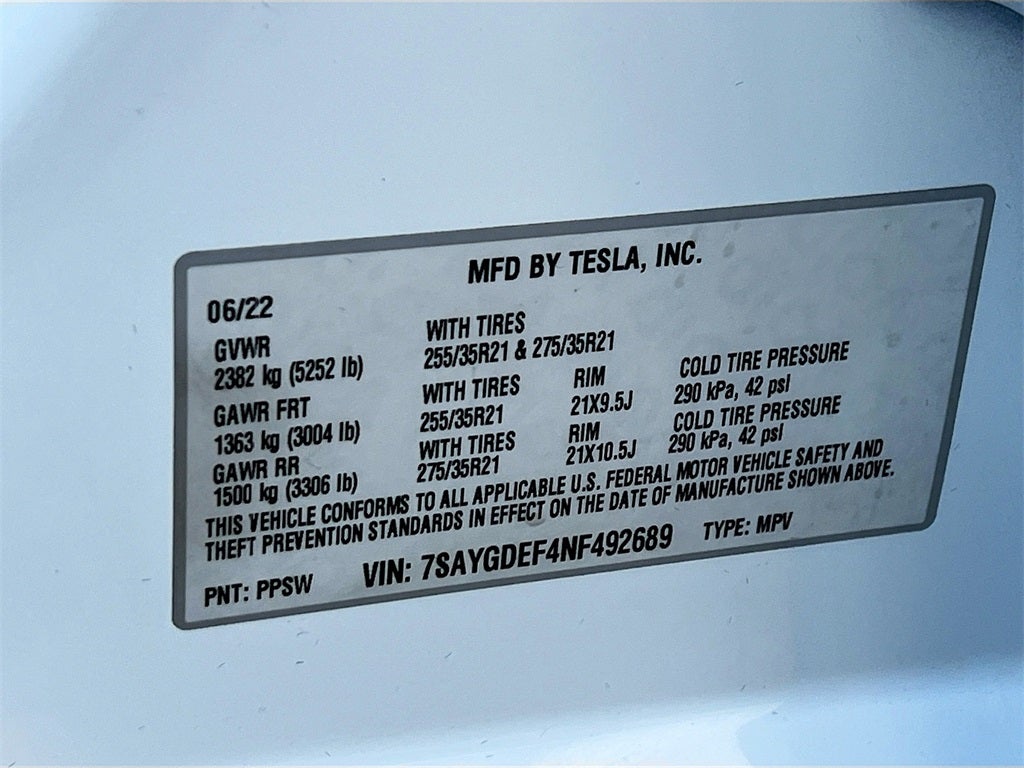 MFD BY TESLA, INC.
06/22
GVWR WITH TIRES
2382 kg (5252 lb) 255/35R21 & 275/35R21
GAWR FRT WITH TIRES RIM COLD TIRE PRESSURE
1363 kg (3004 lb) 255/35R21 21X9.5J 290 kPa, 42 psI
GAWR RR WITH TIRES RIM COLD TIRE PRESSURE
1500 kg (3306 lb) 275/35R21 21X10.5J 290 kPa, 42 psI
THIS VEHICLE CONFORMS TO ALL APPLICABLE U.S. FEDERAL MOTOR VEHICLE SAFETY AND
THEFT PREVENTION STANDARDS IN EFFECT ON THE DATE OF MANUFACTURE SHOWN ABOVE.
PNT: PPSW VIN: 7SAYGDEF4NF492689 TYPE: MPV